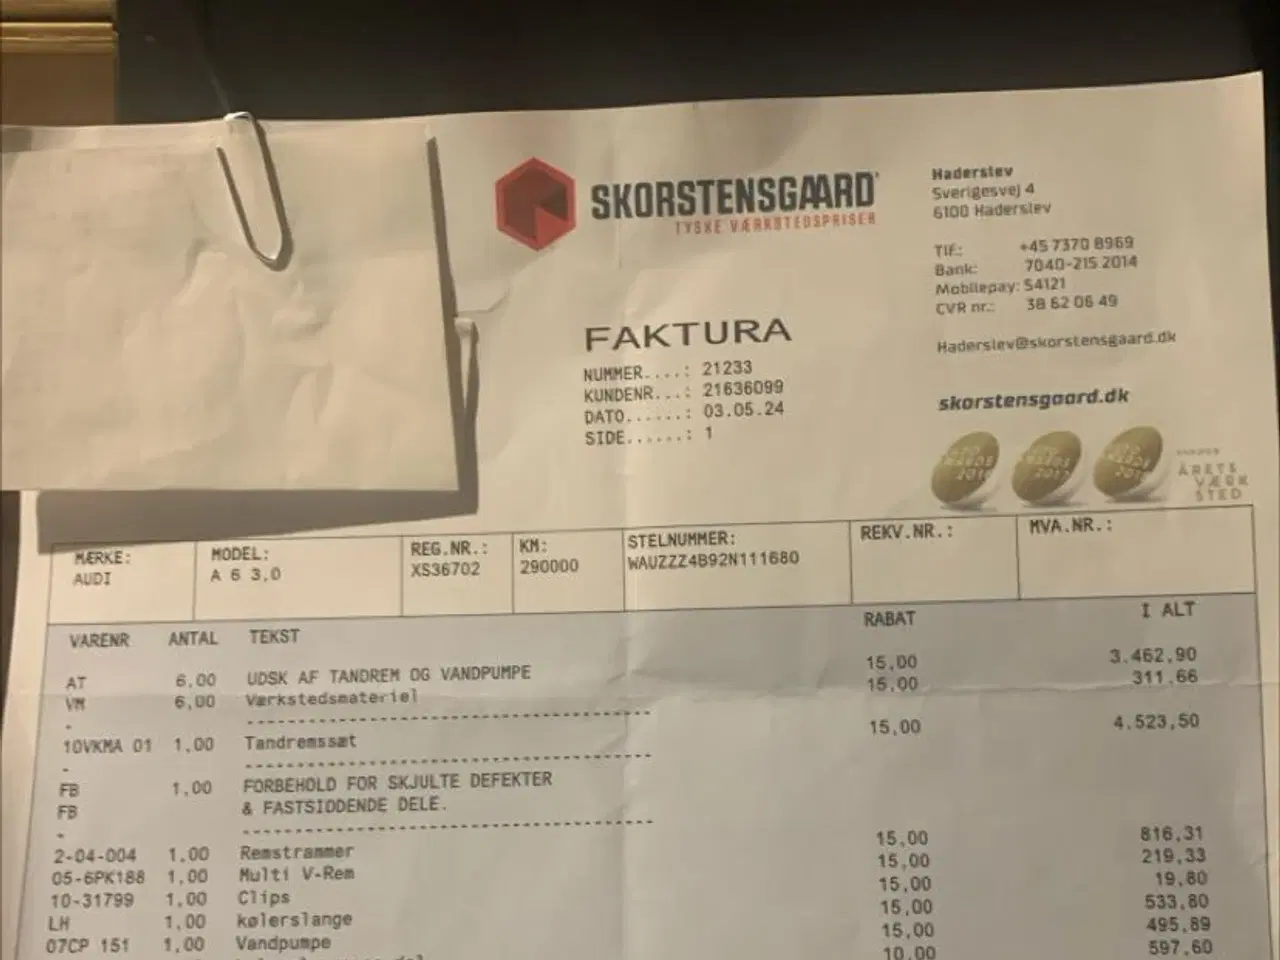 SKORSTENSGAARD
TYSKE VÆRKSTEDSPRISER
Haderslev
Sverigesvej 4
6100 Haderslev
Tlf.: +45 7370 8969
Bank: 7040-215 2014
Mobilepay: 54121
CVR nr.: 38 62 06 49
Haderslev@skorstensgaard.dk
skorstensgaard.dk
ÅRETS
VÆRK
STED
FAKTURA
NUMMER....: 21233
KUNDENR...: 21636099
DATO......: 03.05.24
SIDE......: 1
MÆRKE: MODEL: REG.NR.: KM: STELNUMMER: REKV.NR.: MVA.NR.:
AUDI A 6 3,0 XS36702 290000 WAUZZZ4B92N111680
VARENR ANTAL TEKST RABAT I ALT
AT 6,00 UDSK AF TANDREM OG VANDPUMPE 15,00 3.462,90
VM 6,00 Værkstedsmateriel 15,00 311,66
-
10VKMA 01 1,00 Tandremssæt 15,00 4.523,50
-
FB 1,00 FORBEHOLD FOR SKJULTE DEFEKTER
FB & FASTSIDDENDE DELE.
-
2-04-004 1,00 Remstrammer 15,00 816,31
05-6PK188 1,00 Multi V-Rem 15,00 219,33
10-31799 1,00 Clips 15,00 19,80
LH 1,00 kølerslange 15,00 533,80
07CP 151 1,00 Vandpumpe 15,00 495,89
10,00 597,60